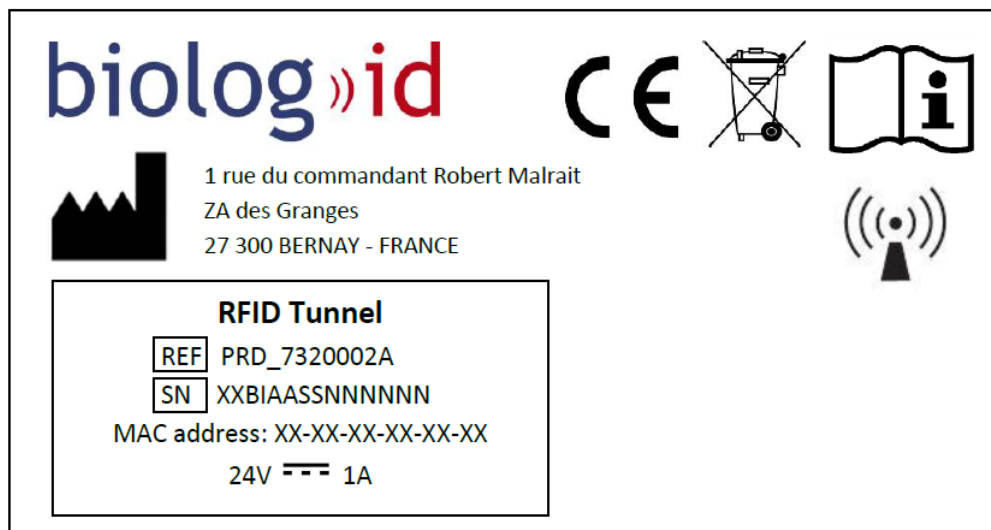 biolog id
CE
1 rue du commandant Robert Malrait
ZA des Granges
27 300 BERNAY - FRANCE
RFID Tunnel
REF PRD_7320002A
SN XXBIAASSNNNNNN
MAC address: XX-XX-XX-XX-XX-XX
24V 1A